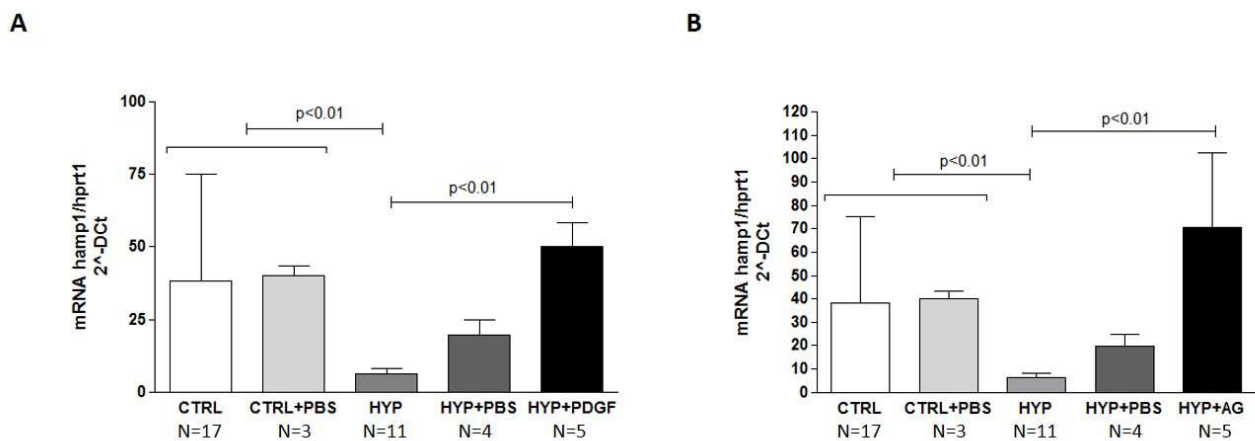 A
mRNA hamp1/hprt1
2^-DCt
100
75
50
25
0
p<0.01
p<0.01
CTRL CTRL+PBS HYP HYP+PBS HYP+PDGF
N=17 N=3 N=11 N=4 N=5
B
mRNA hamp1/hprt1
2^-DCt
120
110
100
90
80
70
60
50
40
30
20
10
0
p<0.01
p<0.01
CTRL CTRL+PBS HYP HYP+PBS HYP+AG
N=17 N=3 N=11 N=4 N=5